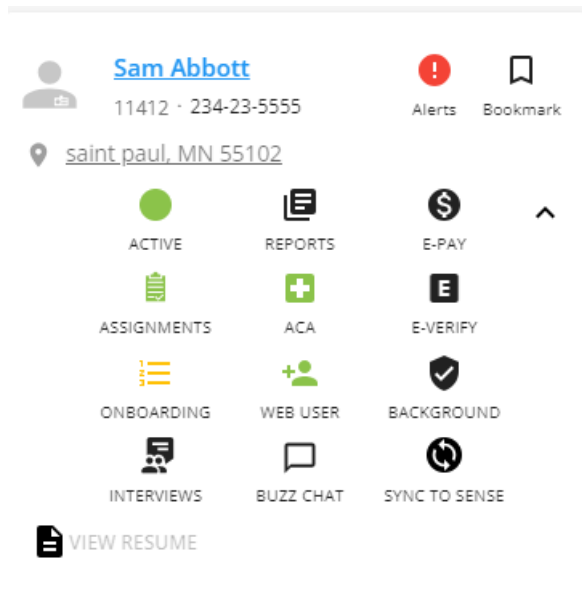 Sam Abbott
11412 · 234-23-5555
Alerts Bookmark
saint paul, MN 55102
ACTIVE REPORTS E-PAY
ASSIGNMENTS ACA E-VERIFY
ONBOARDING WEB USER BACKGROUND
INTERVIEWS BUZZ CHAT SYNC TO SENSE
VIEW RESUME